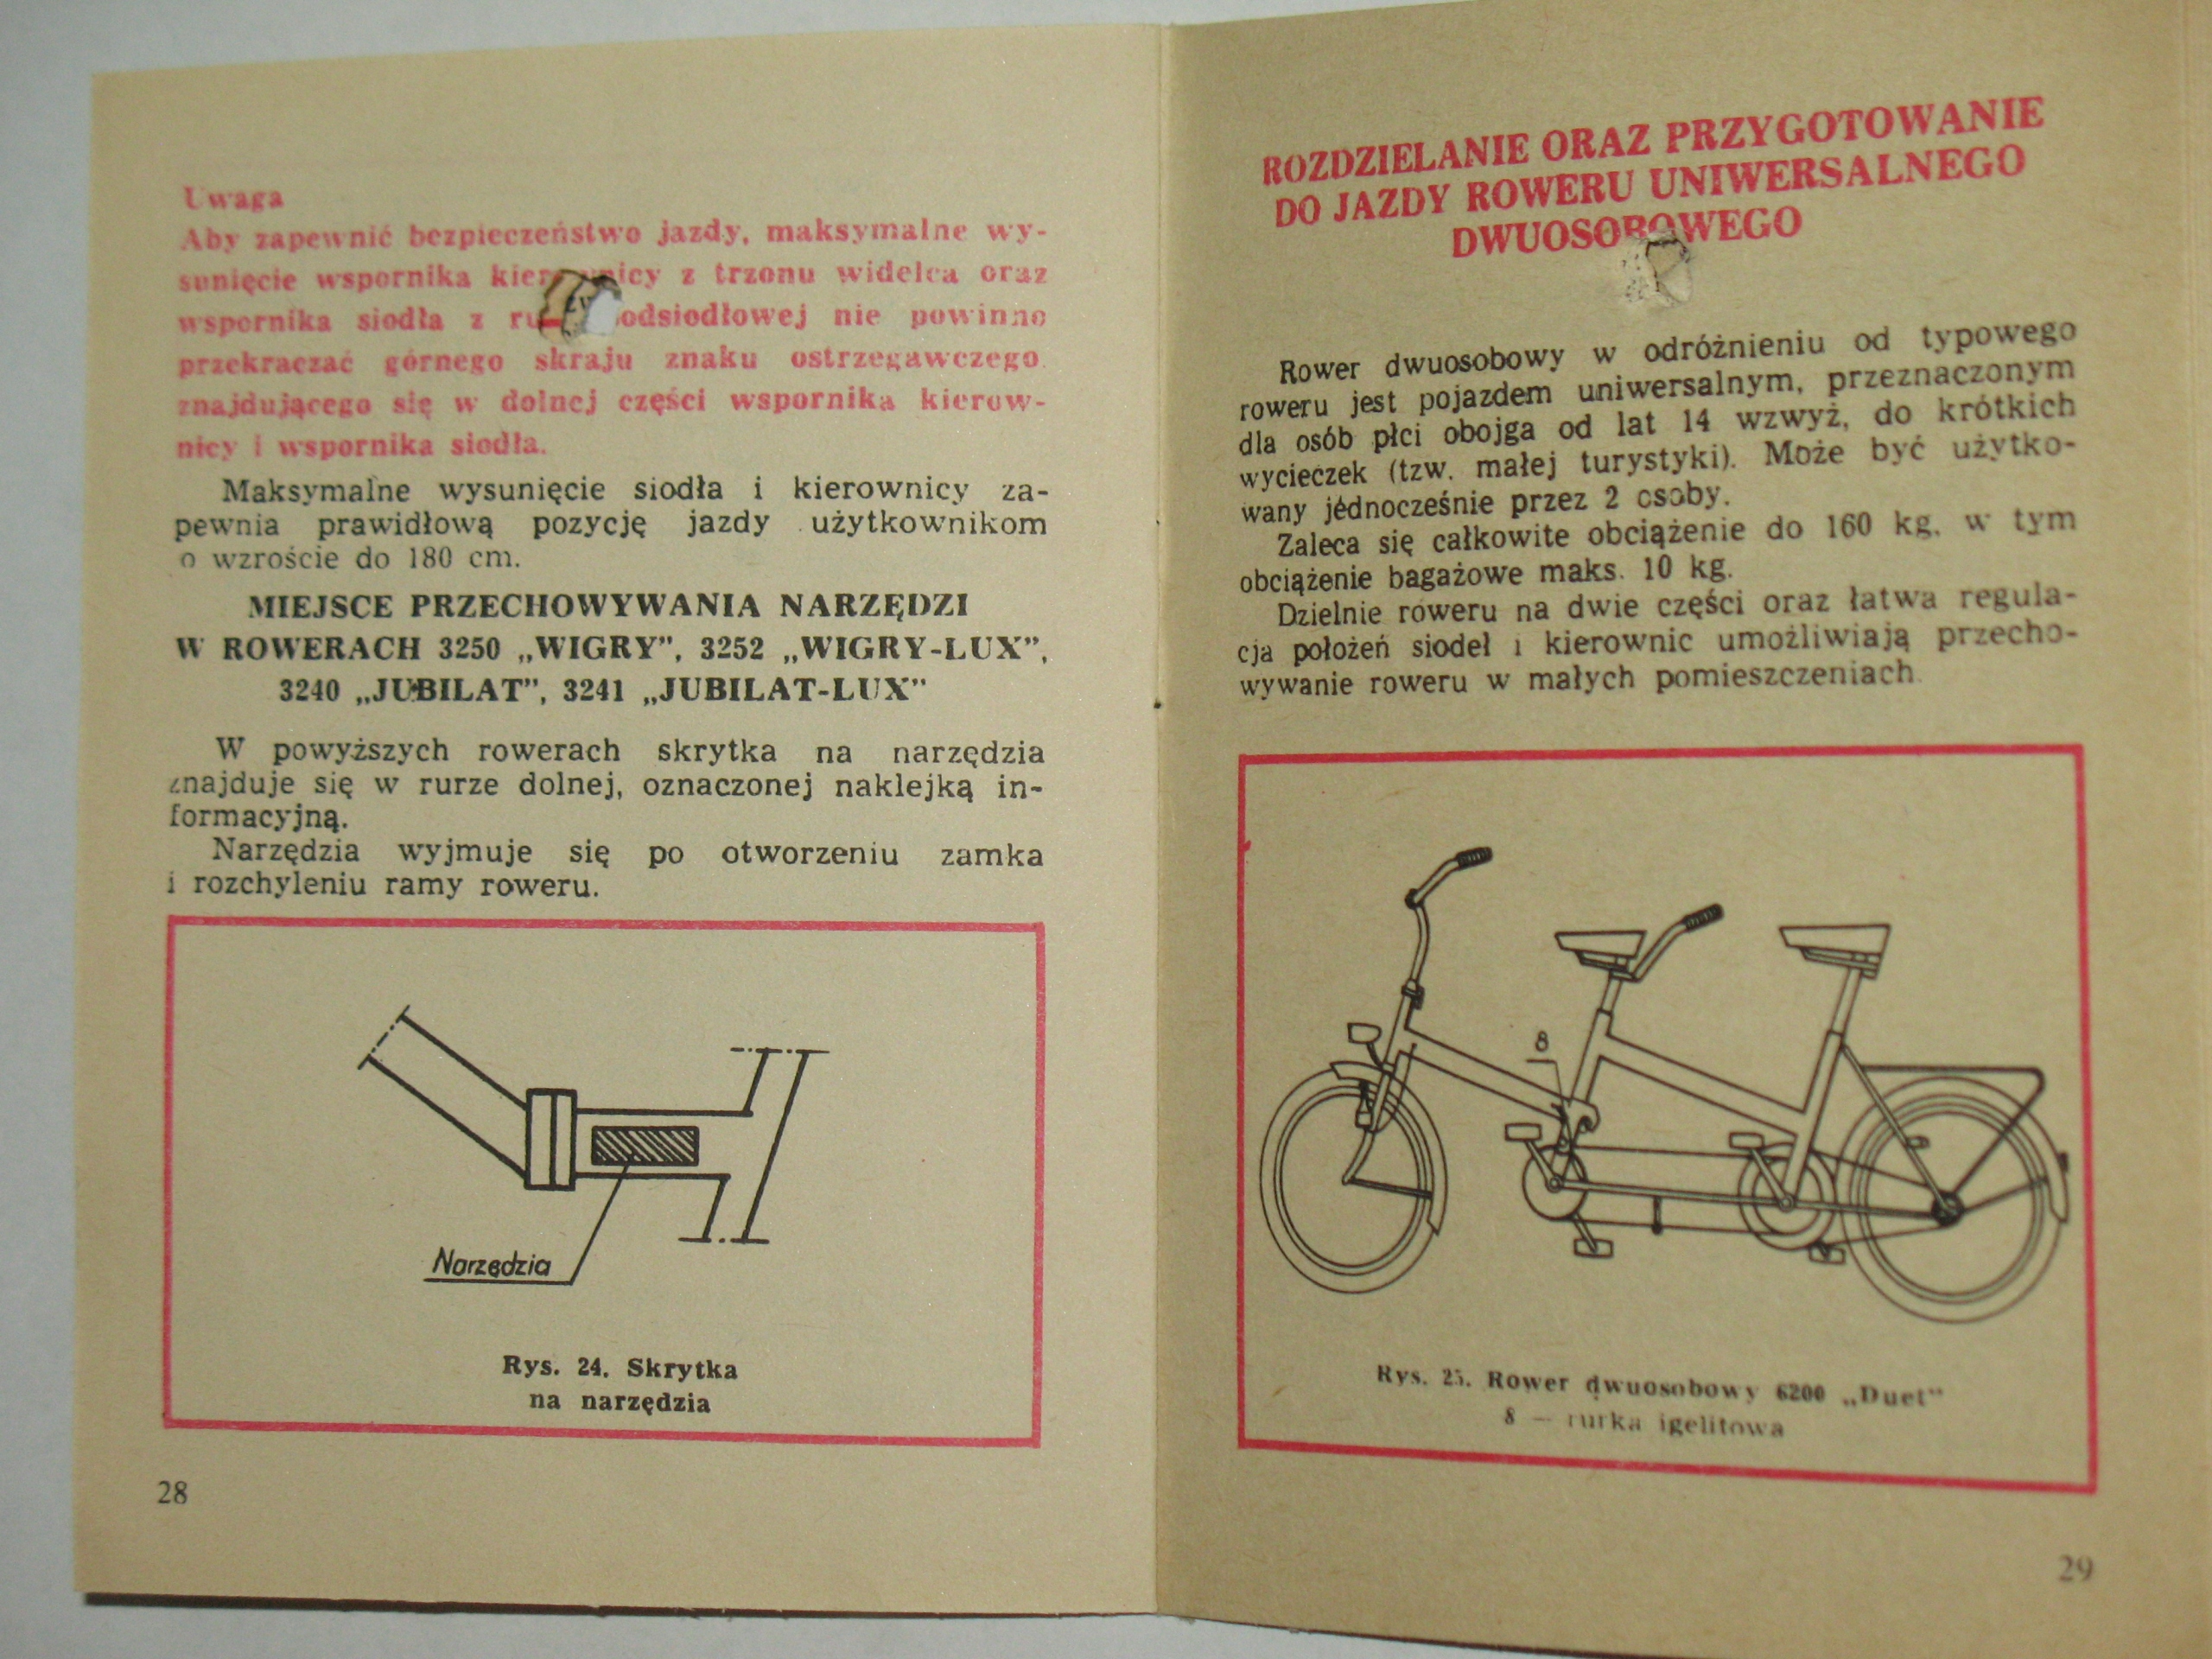 Uwaga
Aby zapewnić bezpieczeństwo jazdy, maksymalne wy-
sunięcie wspornika z trzonu widelca oraz
wspornika siodła z nie powinno
przekraczać górnego skraju znaku ostrzegawczego
znajdującego się w dolnej części wspornika kierow-
nicy i wspornika siodła.
Maksymalne wysunięcie siodła i kierownicy za-
pewnia prawidłową pozycję jazdy użytkownikom
o wzroście do 180 cm.
MIEJSCE PRZECHOWYWANIA NARZĘDZI
W ROWERACH 3250 „WIGRY”, 3252 „WIGRY-LUX”,
3240 „JUBILAT”, 3241 „JUBILAT-LUX”
W powyższych rowerach skrytka na narzędzia
znajduje się w rurze dolnej, oznaczonej naklejką in-
formacyjną.
Narzędzia wyjmuje się po otworzeniu zamka
i rozchyleniu ramy roweru.
Narzędzia
Rys. 24. Skrytka
na narzędzia
28
ROZDZIELANIE ORAZ PRZYGOTOWANIE
DO JAZDY ROWERU UNIWERSALNEGO
DWUOSOBOWEGO
Rower dwuosobowy w odróżnieniu od typowego
roweru jest pojazdem uniwersalnym, przeznaczonym
dla osób płci obojga od lat 14 wzwyż, do krótkich
wycieczek (tzw. małej turystyki). Może być użytko-
wany jednocześnie przez 2 osoby.
Zaleca się całkowite obciążenie do 160 kg, w tym
obciążenie bagażowe maks. 10 kg.
Dzielnie roweru na dwie części oraz łatwa regula-
cja położeń siodeł i kierownic umożliwiają przecho-
wywanie roweru w małych pomieszczeniach
8
Rys. 25. Rower dwuosobowy 6200 „Duet”
8 — rurka igelitowa
29